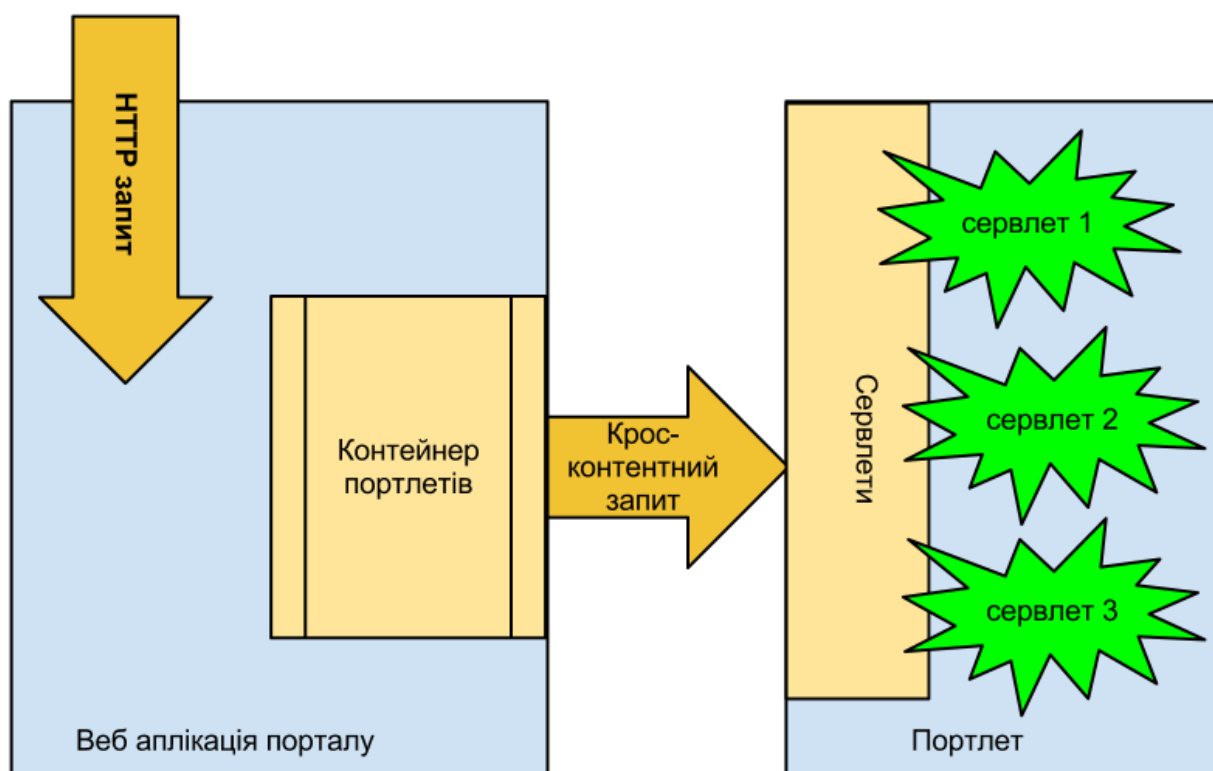 HTTP запит
Контейнер
портлетів
Веб аплікація порталу
Крос-
контентний
запит
Сервлети
сервлет 1
сервлет 2
сервлет 3
Портлет